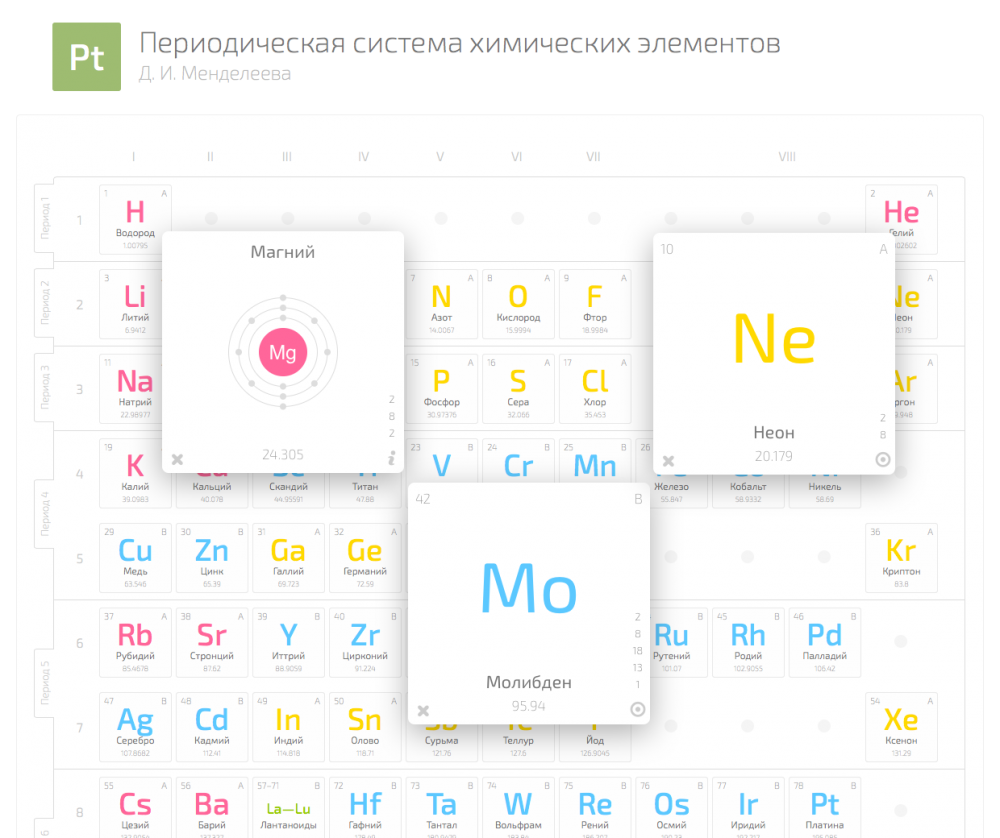 Pt
Периодическая система химических элементов
Д. И. Менделеева
I II III IV V VI VII VIII
Период 1
1
1 A
H
Водород
1.00795
2 A
He
Гелий
Период 2
2
3 A
Li
Литий
6.9412
7 A
N
Азот
14.0067
8 A
O
Кислород
15.9994
9 A
F
Фтор
18.9984
A
Период 3
3
11
Na
Натрий
22.98977
15 A
P
Фосфор
30.97376
16 A
S
Сера
32.066
17 A
Cl
Хлор
35.453
A
Ar
Магний
Mg
2
8
2
24.305
i
10 A
Ne
2
8
Неон
20.179
Период 4
4
19
K
Калий
39.0983
Кальций
40.078
Скандий
44.95591
Титан
47.88
23
V
24 B
Cr
25 B
Mn
26
Железо
55.847
Кобальт
58.9332
Никель
58.69
5
29 B
Cu
Медь
63.546
30 B
Zn
Цинк
65.39
31 A
Ga
Галлий
69.723
32 A
Ge
Германий
72.59
36 A
Kr
Криптон
83.8
42 B
Mo
2
8
18
13
1
Молибден
95.94
Период 5
6
37 A
Rb
Рубидий
85.4678
38 A
Sr
Стронций
87.62
39 B
Y
Иттрий
88.9059
40 B
Zr
Цирконий
91.224
B
Ru
Рутений
101.07
45 B
Rh
Родий
102.9055
46 B
Pd
Палладий
106.42
7
47 B
Ag
Серебро
107.8682
48 B
Cd
Кадмий
112.41
49 A
In
Индий
114.818
50 A
Sn
Олово
118.71
Сурьма
121.76
Теллур
127.6
Йод
126.9045
54 A
Xe
Ксенон
131.29
6
8
55 A
Cs
Цезий
56 A
Ba
Барий
57–71 B
La—Lu
Лантаноиды
72 B
Hf
Гафний
73 B
Ta
Тантал
74 B
W
Вольфрам
75 B
Re
Рений
76 B
Os
Осмий
77 B
Ir
Иридий
78 B
Pt
Платина